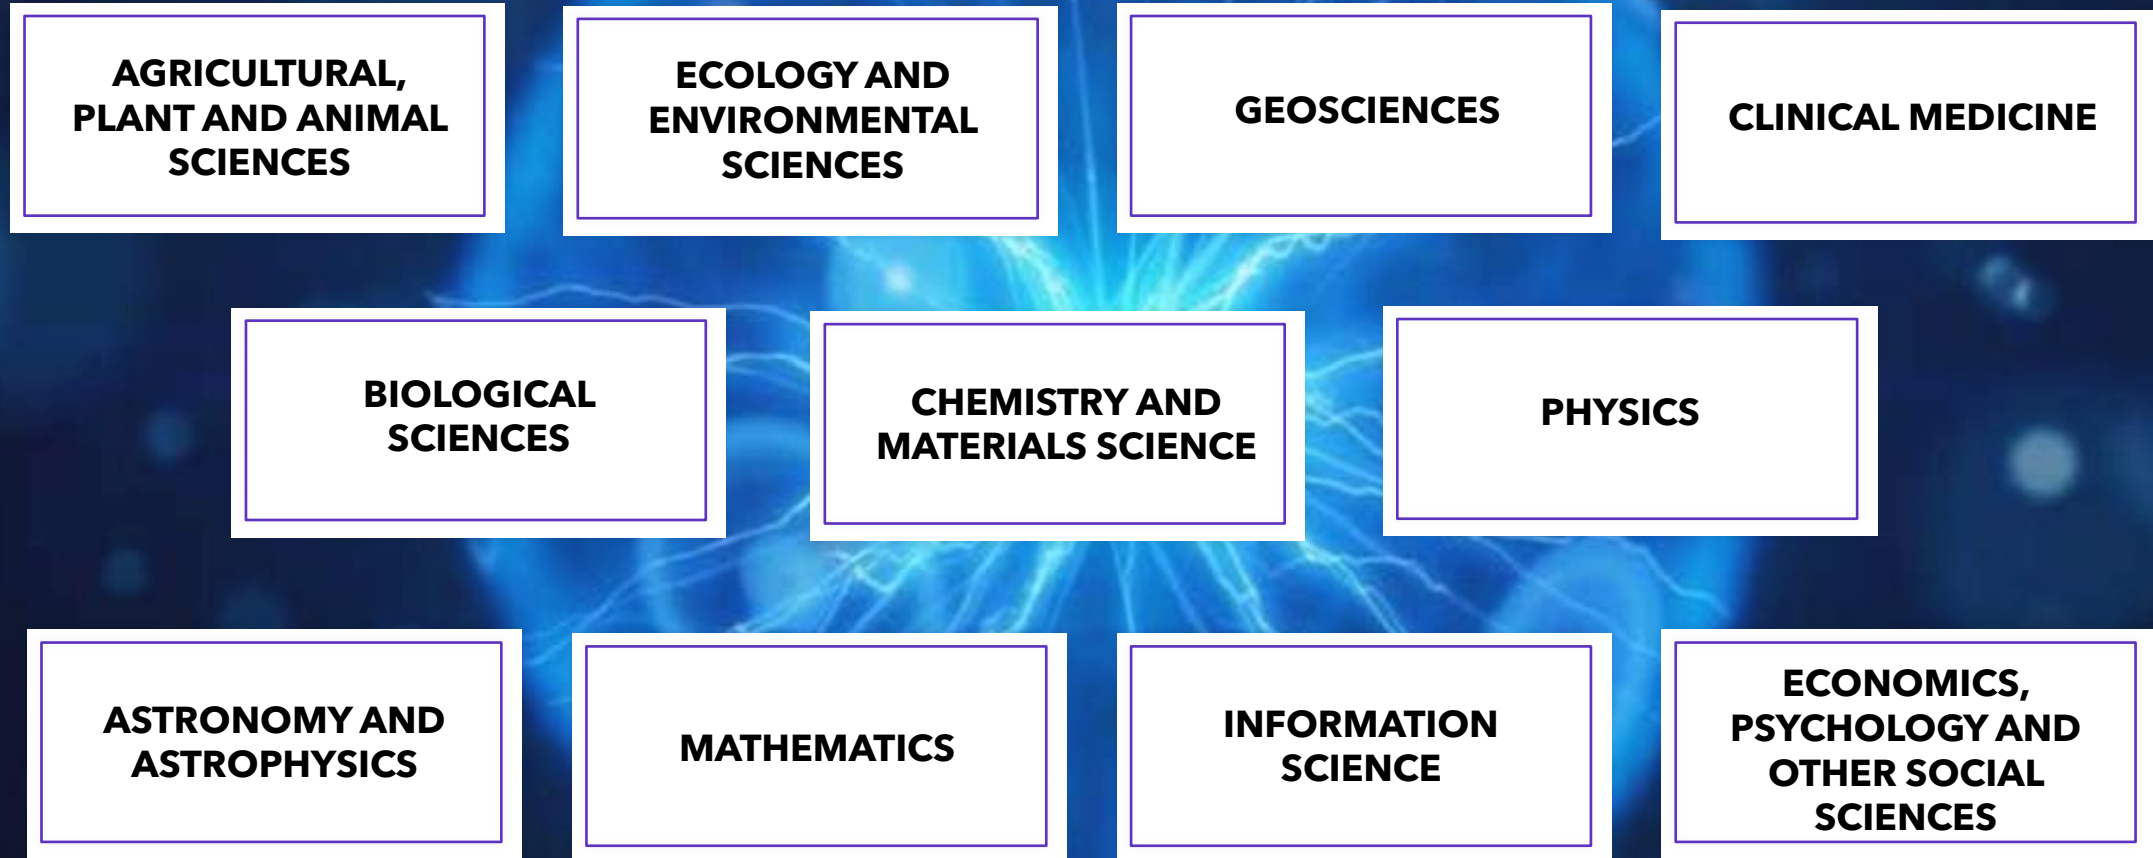 AGRICULTURAL,
PLANT AND ANIMAL
SCIENCES
ECOLOGY AND
ENVIRONMENTAL
SCIENCES
GEOSCIENCES
CLINICAL MEDICINE
BIOLOGICAL
SCIENCES
CHEMISTRY AND
MATERIALS SCIENCE
PHYSICS
ASTRONOMY AND
ASTROPHYSICS
MATHEMATICS
INFORMATION
SCIENCE
ECONOMICS,
PSYCHOLOGY AND
OTHER SOCIAL
SCIENCES